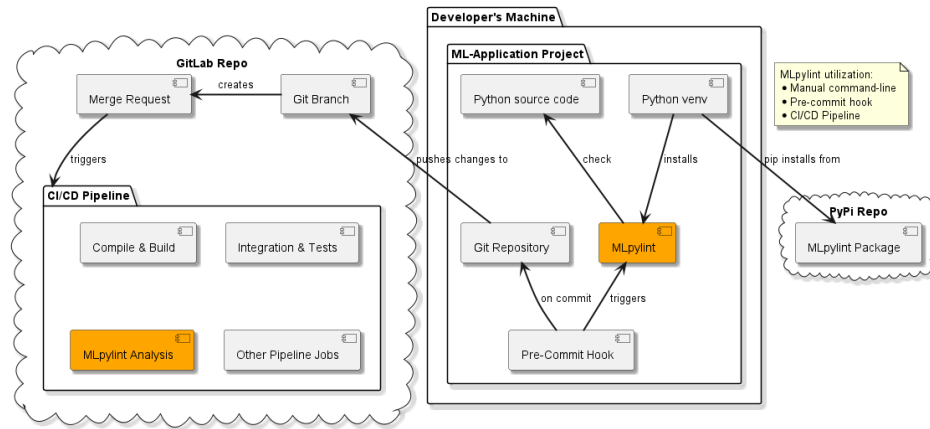 Developer's Machine
GitLab Repo
ML-Application Project
Merge Request
creates
Git Branch
Python source code
Python venv
MLpylint utilization:
• Manual command-line
• Pre-commit hook
• CI/CD Pipeline
triggers
pushes changes to
check
installs
pip installs from
CI/CD Pipeline
PyPi Repo
Compile & Build
Integration & Tests
Git Repository
MLpylint
MLpylint Package
on commit
triggers
MLpylint Analysis
Other Pipeline Jobs
Pre-Commit Hook